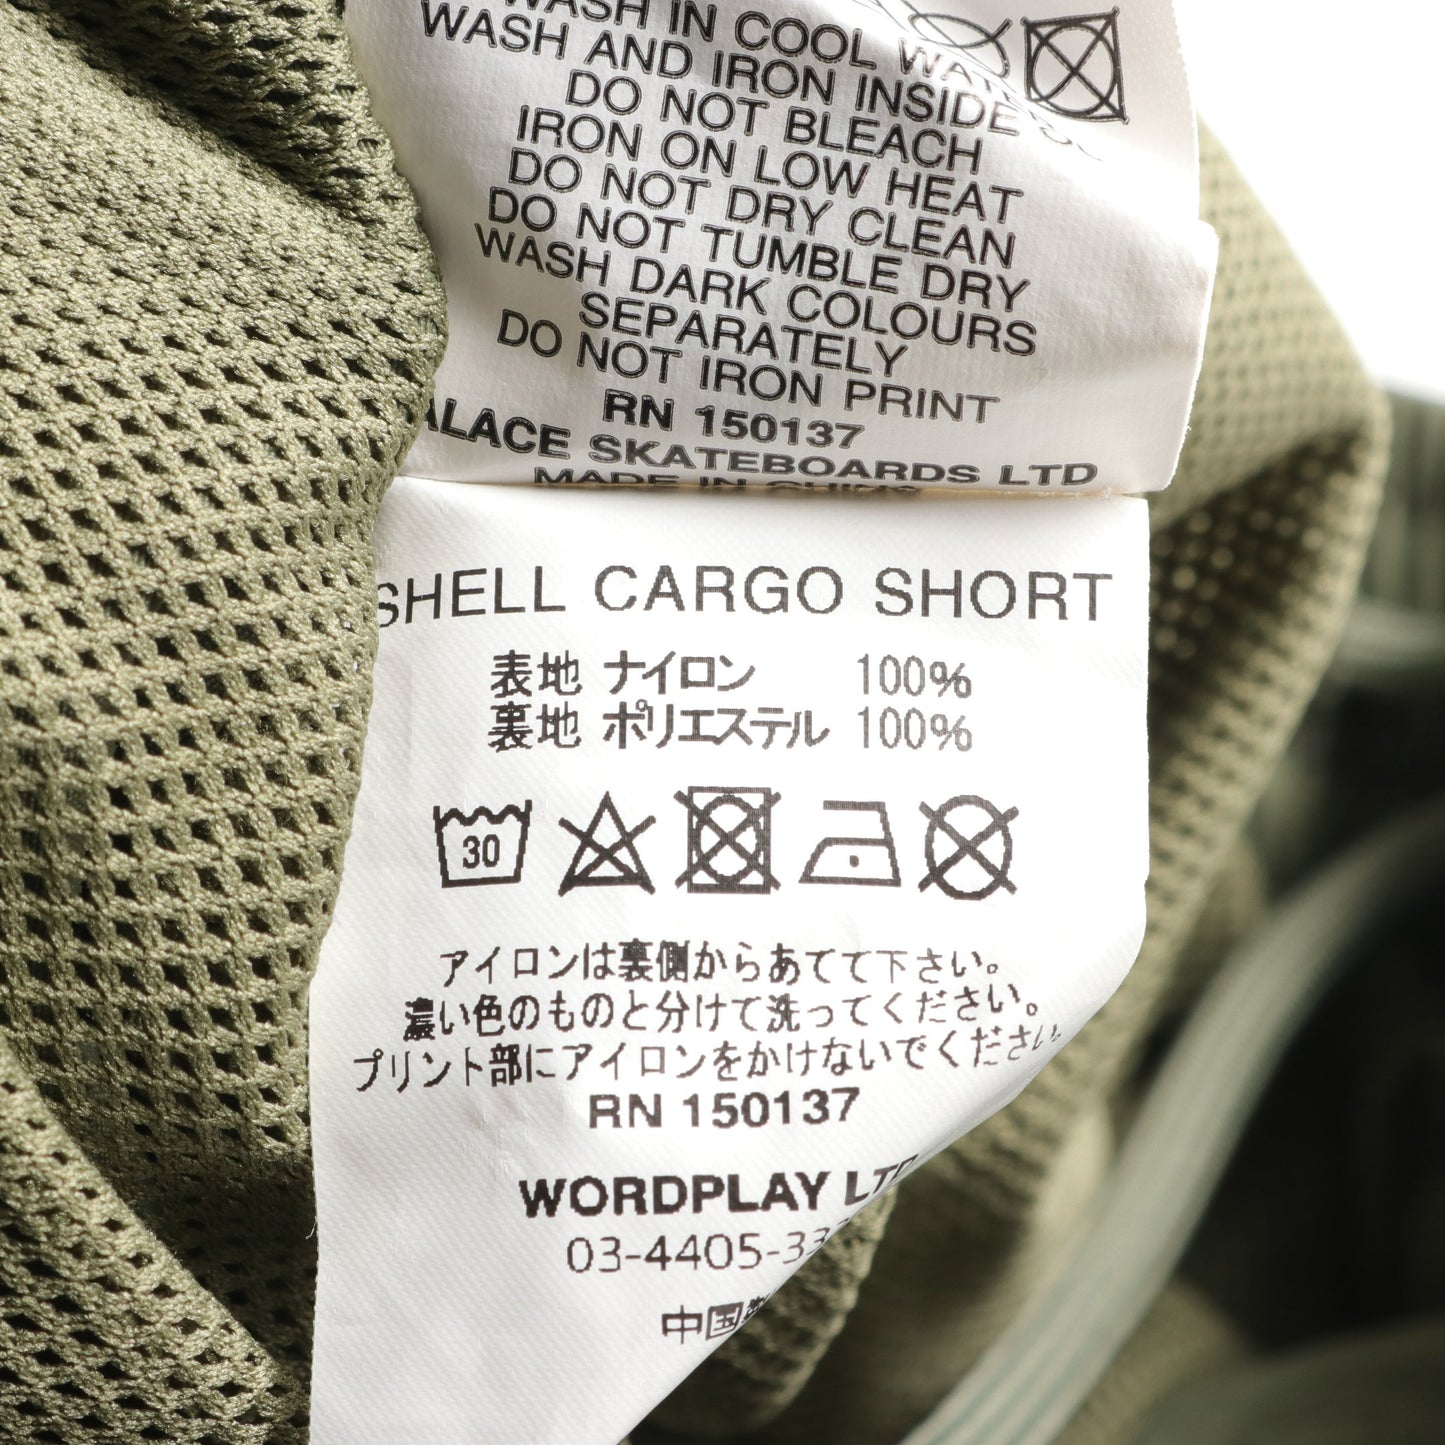 WASH IN COOL
WASH AND IRON INSIDE
DO NOT BLEACH
IRON ON LOW HEAT
DO NOT DRY CLEAN
DO NOT TUMBLE DRY
WASH DARK COLOURS
SEPARATELY
DO NOT IRON PRINT
RN 150137
ALACE SKATEBOARDS LTD
MADE IN
SHELL CARGO SHORT
表地 ナイロン 100%
裏地 ポリエステル 100%
30
アイロンは裏側からあてて下さい。
濃い色のものと分けて洗ってください。
プリント部にアイロンをかけないでください
RN 150137
WORDPLAY LTD
03-4405-33
中国